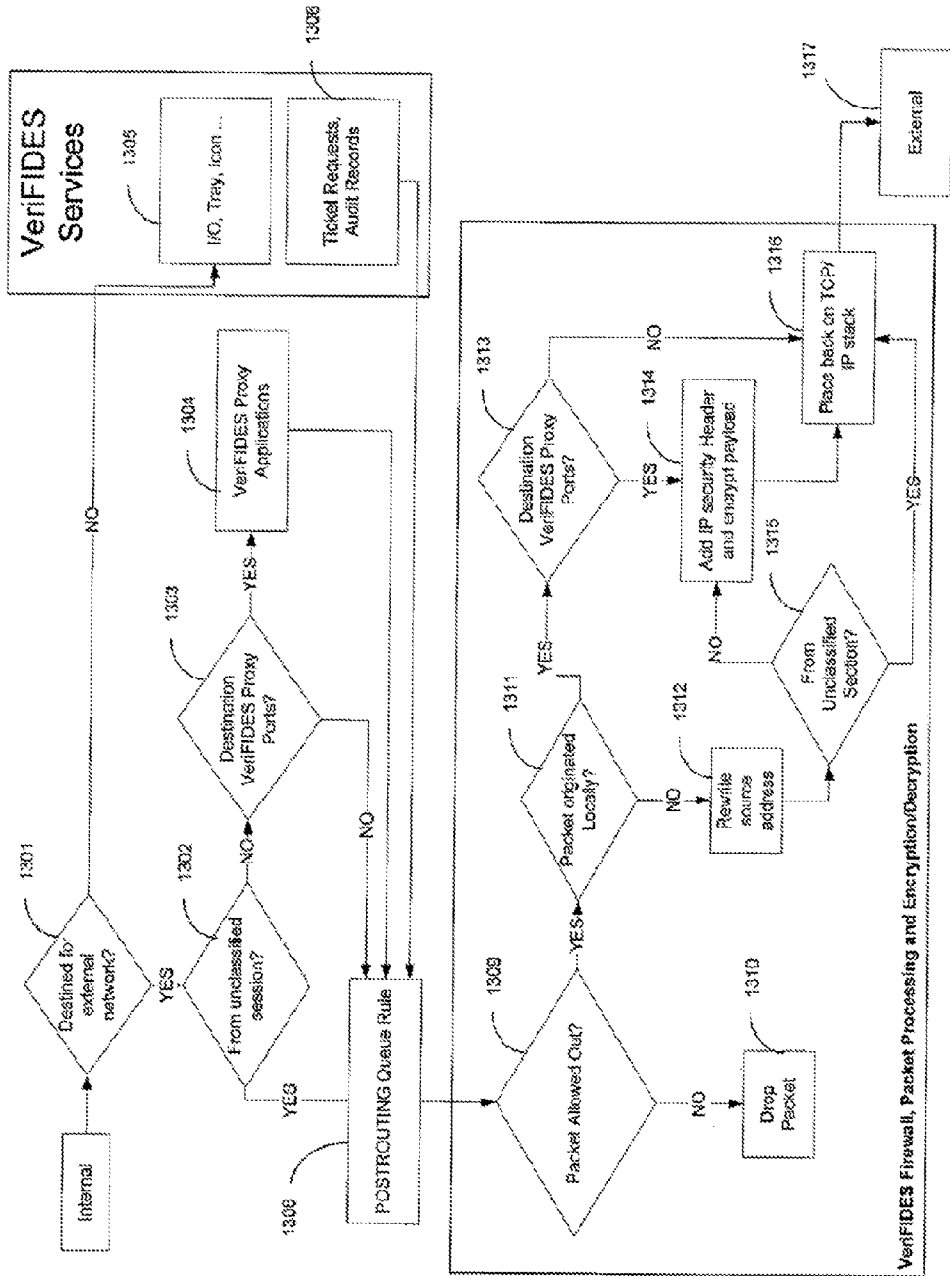 Internal
1301
Destined for
external
network?
NO
YES
1302
From unclassified
session?
NO
YES
1303
Destination
VeriFIDES Proxy
Ports?
YES
NO
1304
VeriFIDES Proxy
Applications
VeriFIDES
Services
1305
I/O, Tray, icon ...
1308
Ticket Requests,
Audit Records
1306
POSTROUTING Queue Rule
1309
Packet Allowed Out?
YES
NO
1310
Drop
Packet
1311
Packet originated
Locally?
YES
NO
1312
Rewrite
source
address
1313
Destination
VeriFIDES Proxy
Ports?
NO
YES
1314
Add IP security Header
and encrypt payload
1315
From
Unclassified
Section?
NO
YES
1316
Place back on TCP/
IP stack
1317
External
VeriFIDES Firewall, Packet Processing and Encryption/Decryption